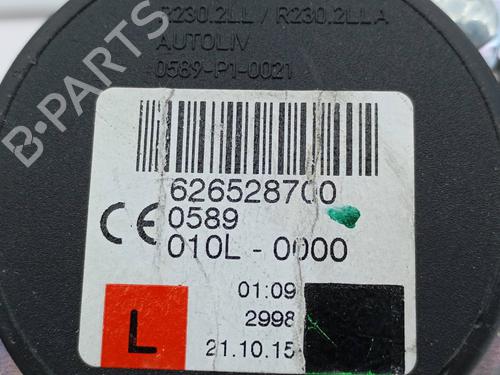 R230.2LL / R230.2LLA
AUTOLIV
0589-P1-0021
B-PARTS
626528700
CE 0589
010L - 0000
01:09
2998
L
21.10.15